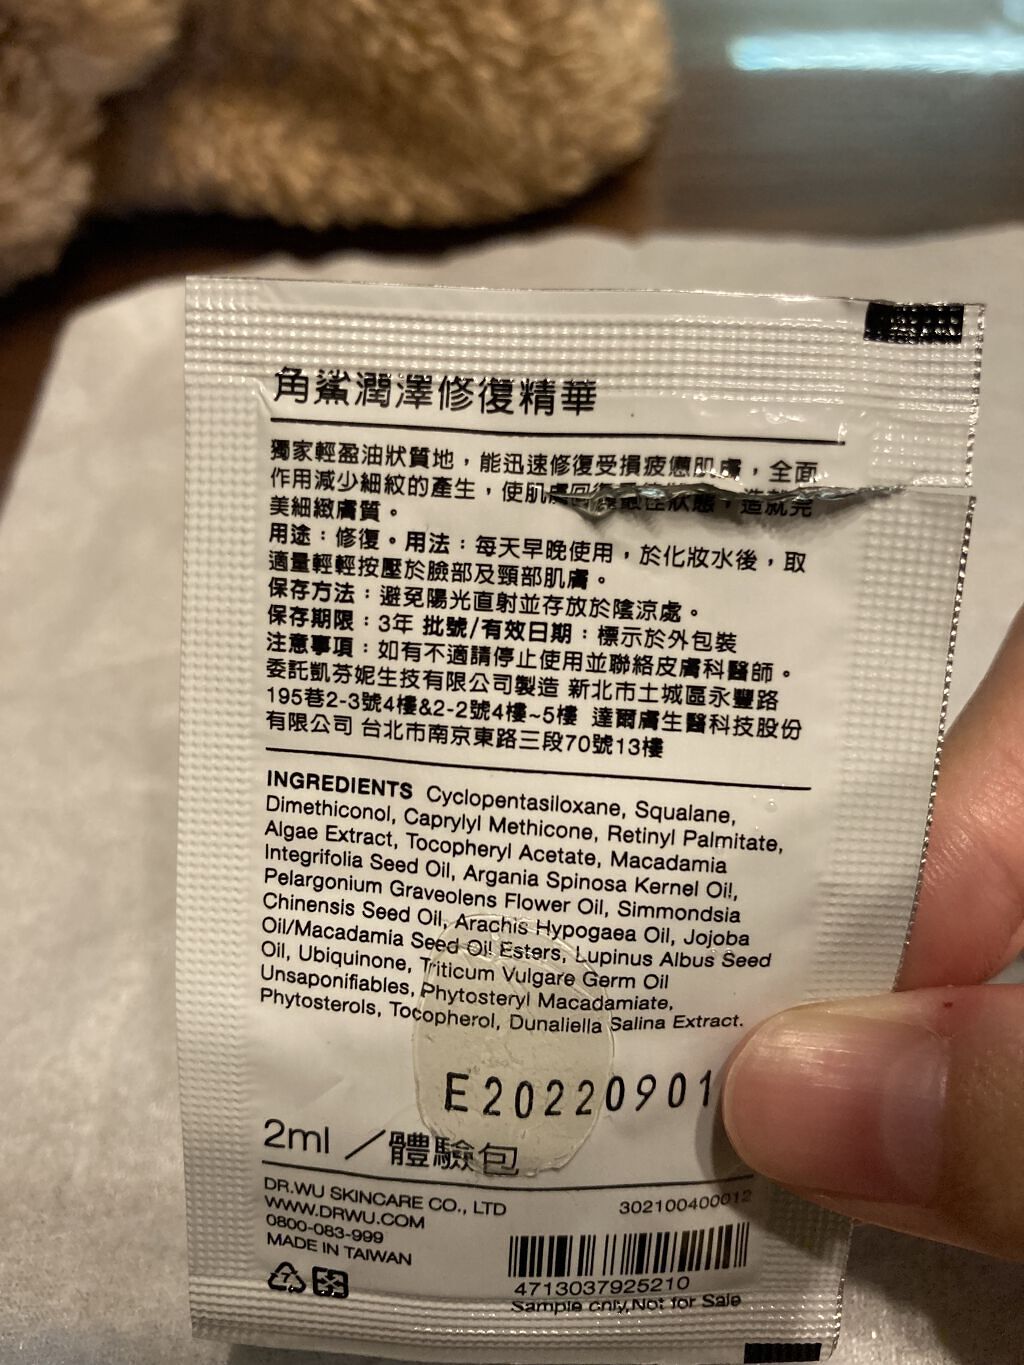 角鯊潤澤修復精華
獨家輕盈油狀質地，能迅速修復受損疲憊肌膚，全面
作用減少細紋的產生，使肌膚回復最佳狀態，造就完
美細緻膚質。
用途：修復。用法：每天早晚使用，於化妝水後，取
適量輕輕按壓於臉部及頸部肌膚。
保存方法：避免陽光直射並存放於陰涼處。
保存期限：3年 批號/有效日期：標示於外包裝
注意事項：如有不適請停止使用並聯絡皮膚科醫師。
委託凱芬妮生技有限公司製造 新北市土城區永豐路
195巷2-3號4樓&2-2號4樓~5樓 達爾膚生醫科技股份
有限公司 台北市南京東路三段70號13樓
INGREDIENTS Cyclopentasiloxane, Squalane,
Dimethiconol, Caprylyl Methicone, Retinyl Palmitate,
Algae Extract, Tocopheryl Acetate, Macadamia
Integrifolia Seed Oil, Argania Spinosa Kernel Oil,
Pelargonium Graveolens Flower Oil, Simmondsia
Chinensis Seed Oil, Arachis Hypogaea Oil, Jojoba
Oil/Macadamia Seed Oil Esters, Lupinus Albus Seed
Oil, Ubiquinone, Triticum Vulgare Germ Oil
Unsaponifiables, Phytosteryl Macadamiate,
Phytosterols, Tocopherol, Dunaliella Salina Extract.
E20220901
2ml ／體驗包
DR.WU SKINCARE CO., LTD
WWW.DRWU.COM
0800-083-999
MADE IN TAIWAN
302100400012
4713037925210
Sample only,Not for Sale